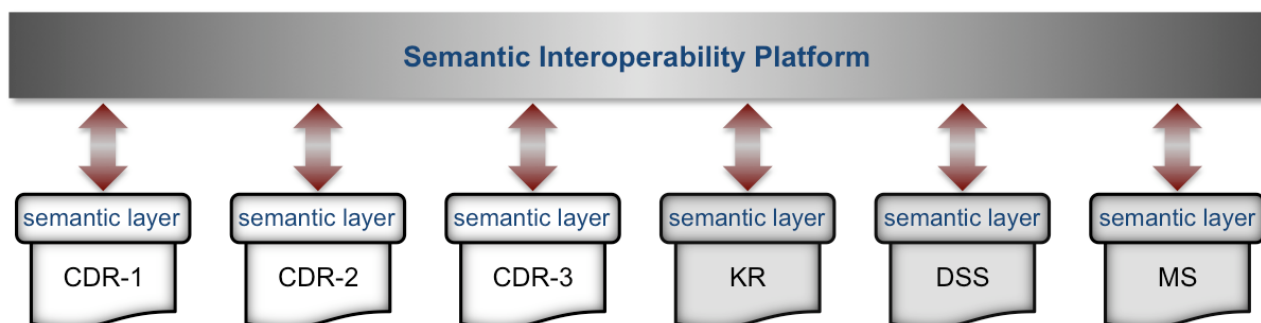 Semantic Interoperability Platform
semantic layer semantic layer semantic layer semantic layer semantic layer semantic layer
CDR-1 CDR-2 CDR-3 KR DSS MS